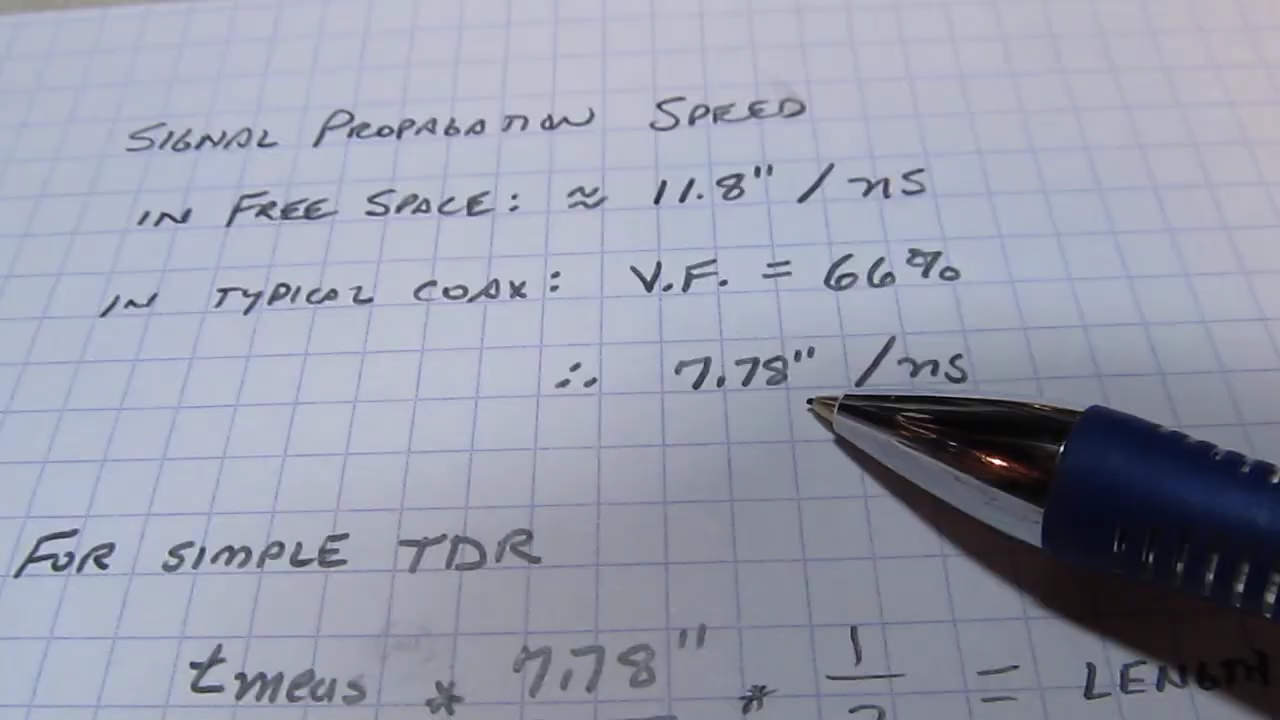 SIGNAL PROPAGATION SPEED
IN FREE SPACE: ≈ 11.8" / ns
IN TYPICAL COAX: V.F. = 66%
∴ 7.78" / ns
FOR SIMPLE TDR
tmeas * 7.78" * 1/2 = LENGTH